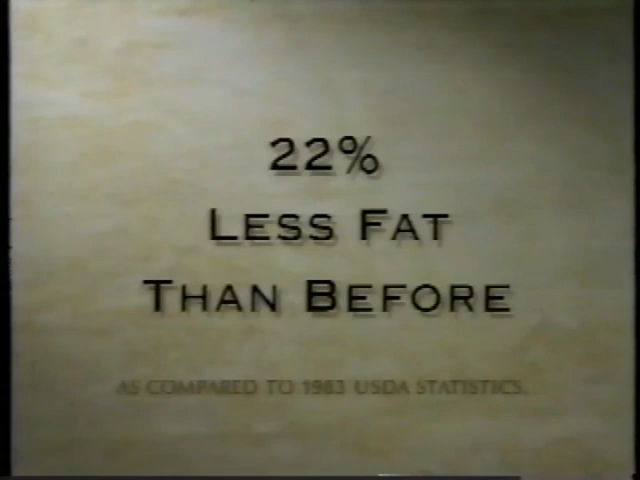 22%
LESS FAT
THAN BEFORE
AS COMPARED TO 1983 USDA STATISTICS.